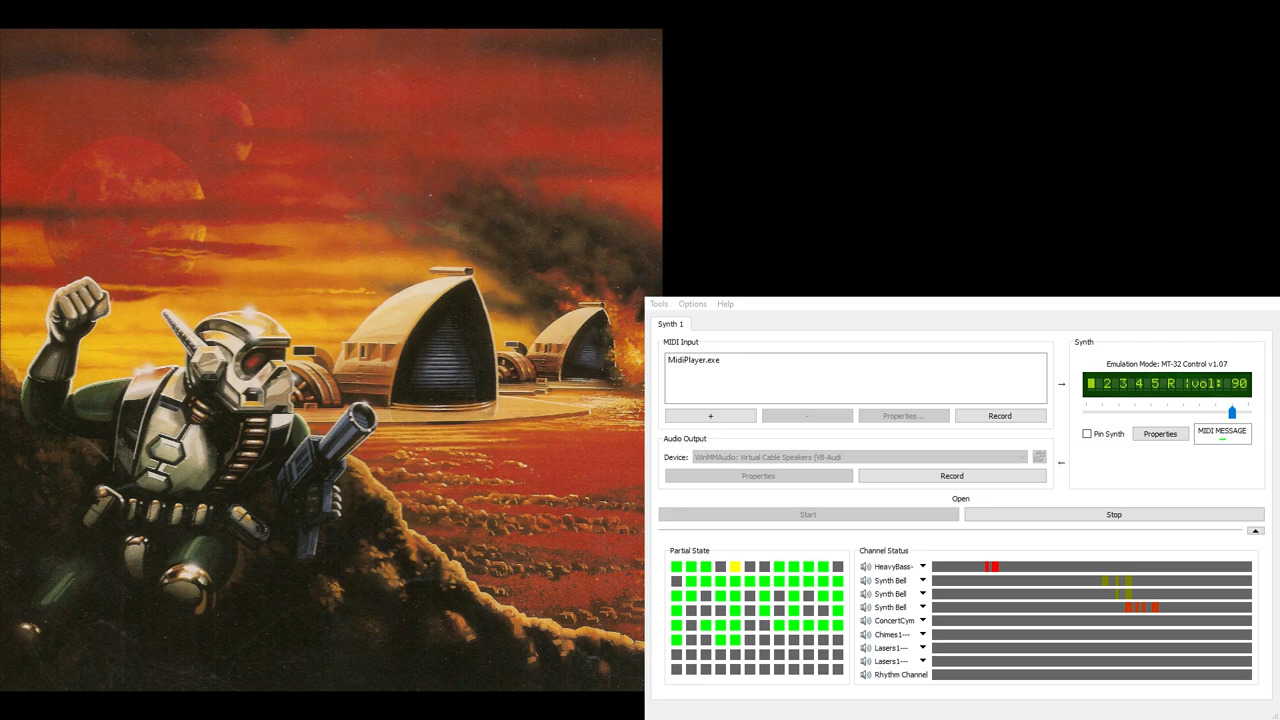 Tools Options Help
Synth 1
MIDI Input
MidiPlayer.exe
+ - Properties... Record
Audio Output
Device: WinMMAudio: Virtual Cable Speakers (VB-Audi
Properties Record
→
←
Synth
Emulation Mode: MT-32 Control v1.07
2 3 4 5 R |vol: 90
Pin Synth Properties MIDI MESSAGE
Open
Start Stop
Partial State
Channel Status
HeavyBass-
Synth Bell
Synth Bell
Synth Bell
ConcertCym
Chimes1---
Lasers1---
Lasers1---
Rhythm Channel